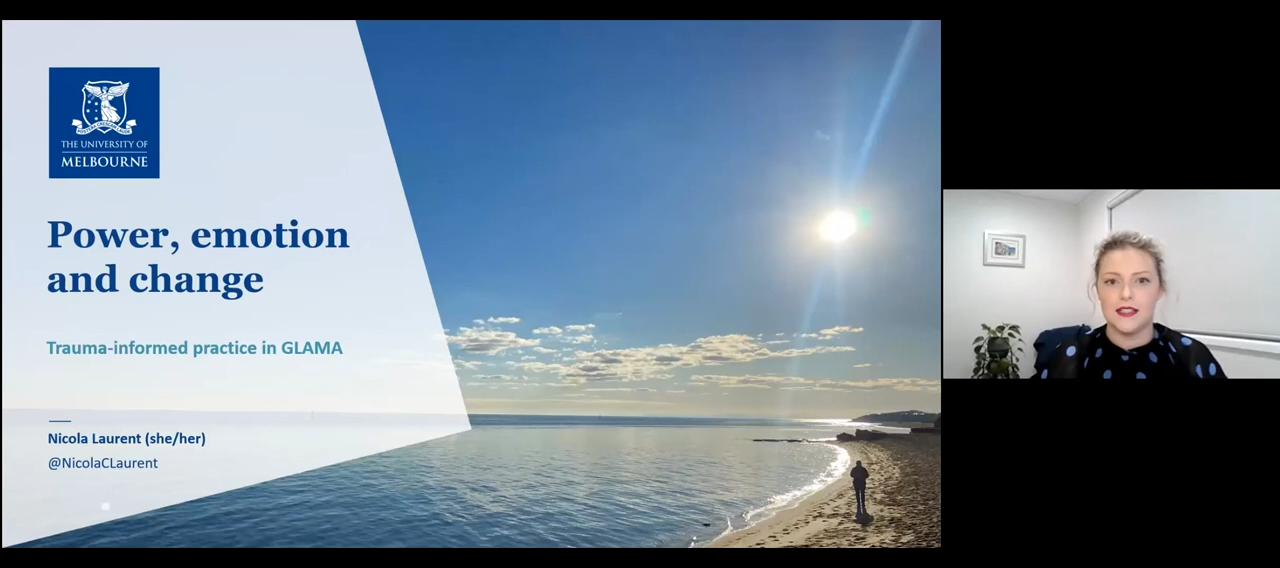 THE UNIVERSITY OF
MELBOURNE
Power, emotion
and change
Trauma-informed practice in GLAMA
Nicola Laurent (she/her)
@NicolaCLaurent